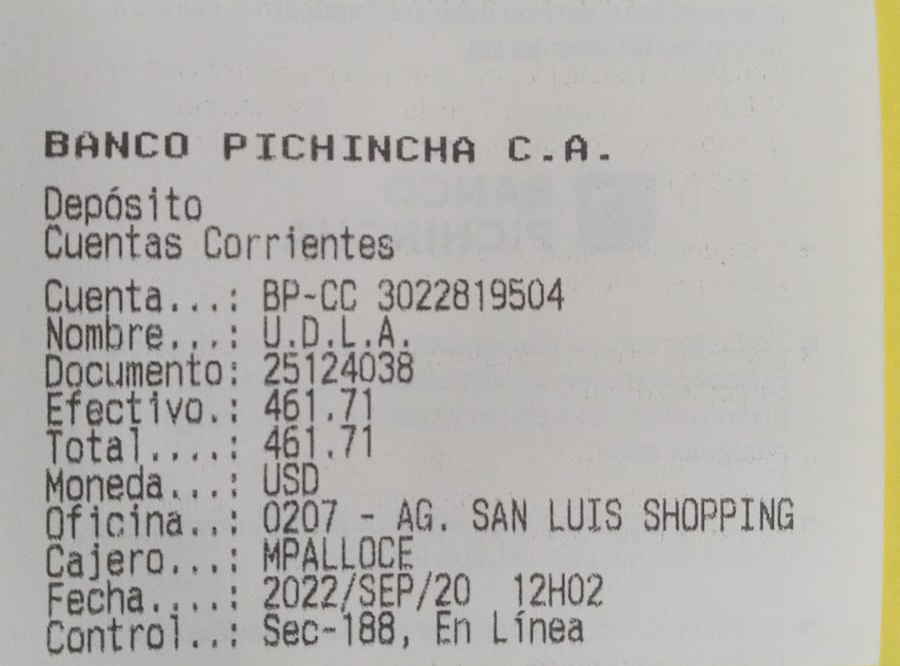 BANCO PICHINCHA C.A.
Depósito
Cuentas Corrientes
Cuenta...: BP-CC 3022819504
Nombre...: U.D.L.A.
Documento: 25124038
Efectivo.: 461.71
Total....: 461.71
Moneda...: USD
Oficina..: 0207 - AG. SAN LUIS SHOPPING
Cajero...: MPALLOCE
Fecha....: 2022/SEP/20 12H02
Control..: Sec-188, En Línea
BANCO
PICHINCHA